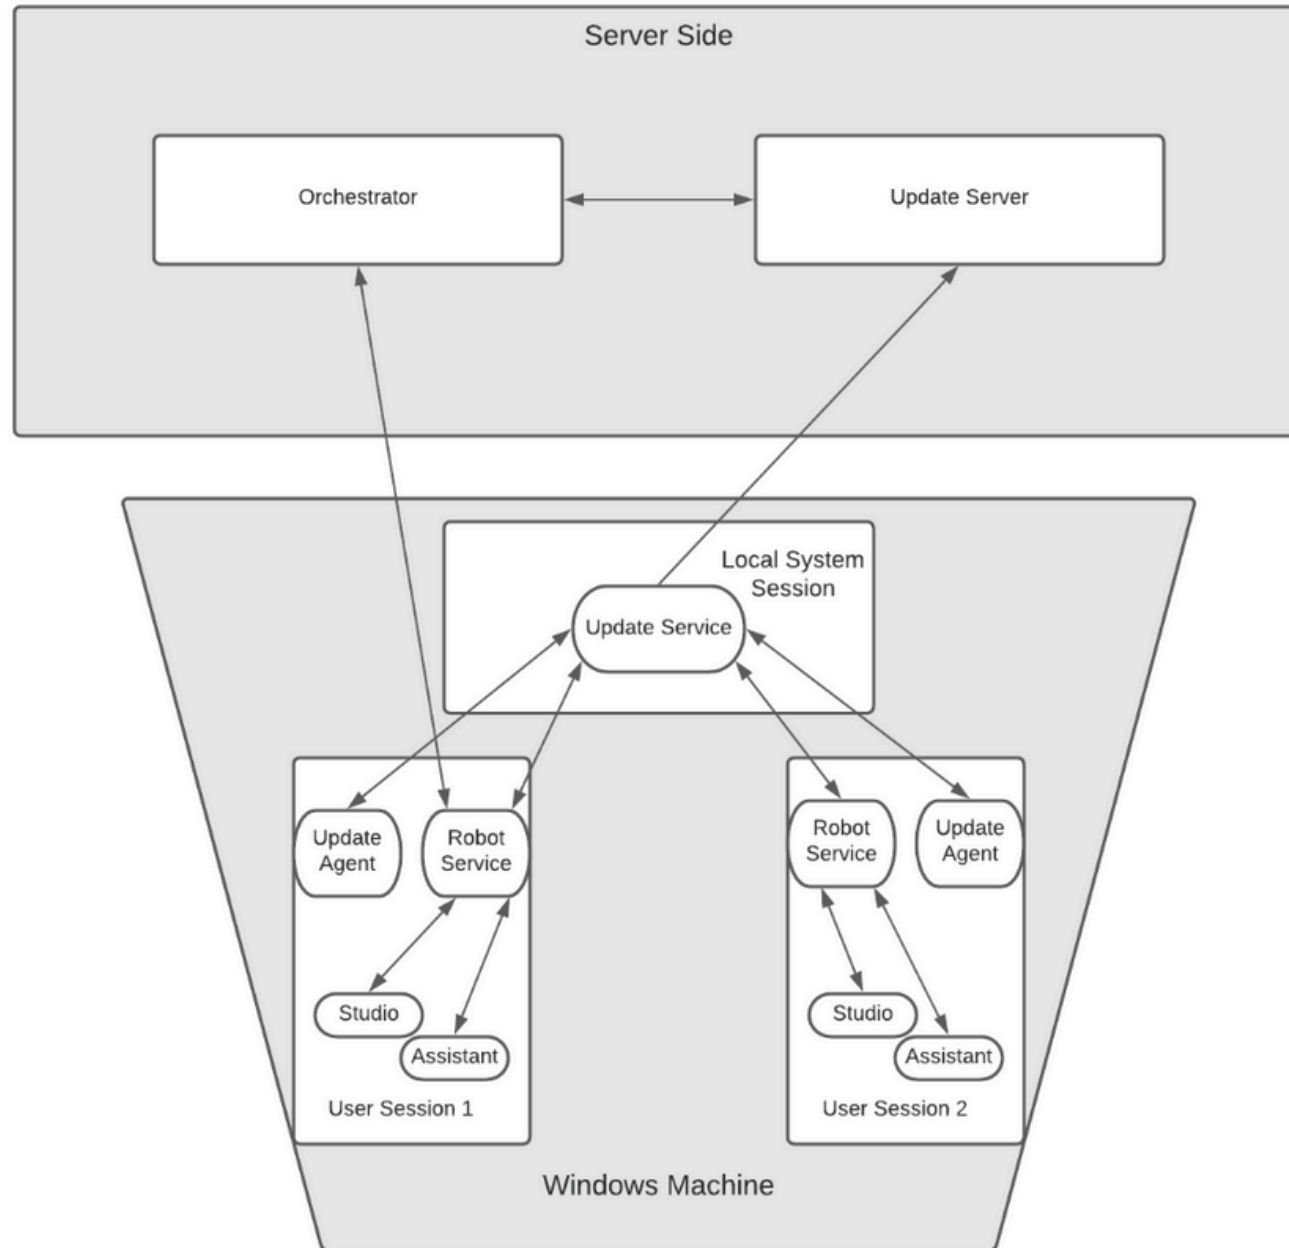 Server Side
Orchestrator
Update Server
Local System
Session
Update Service
Update
Agent
Robot
Service
Studio
Assistant
User Session 1
Robot
Service
Update
Agent
Studio
Assistant
User Session 2
Windows Machine